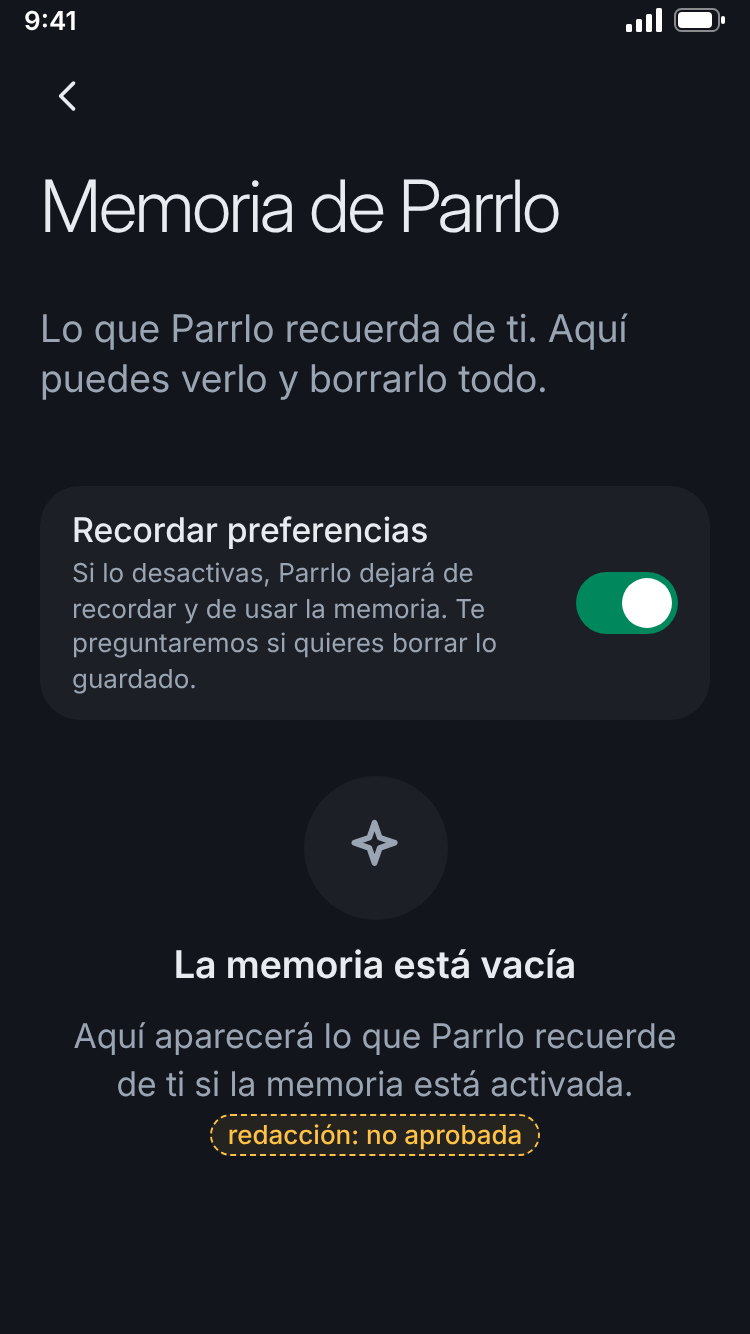 9:41
Memoria de Parrlo
Lo que Parrlo recuerda de ti. Aquí
puedes verlo y borrarlo todo.
Recordar preferencias
Si lo desactivas, Parrlo dejará de
recordar y de usar la memoria. Te
preguntaremos si quieres borrar lo
guardado.
La memoria está vacía
Aquí aparecerá lo que Parrlo recuerde
de ti si la memoria está activada.
redacción: no aprobada